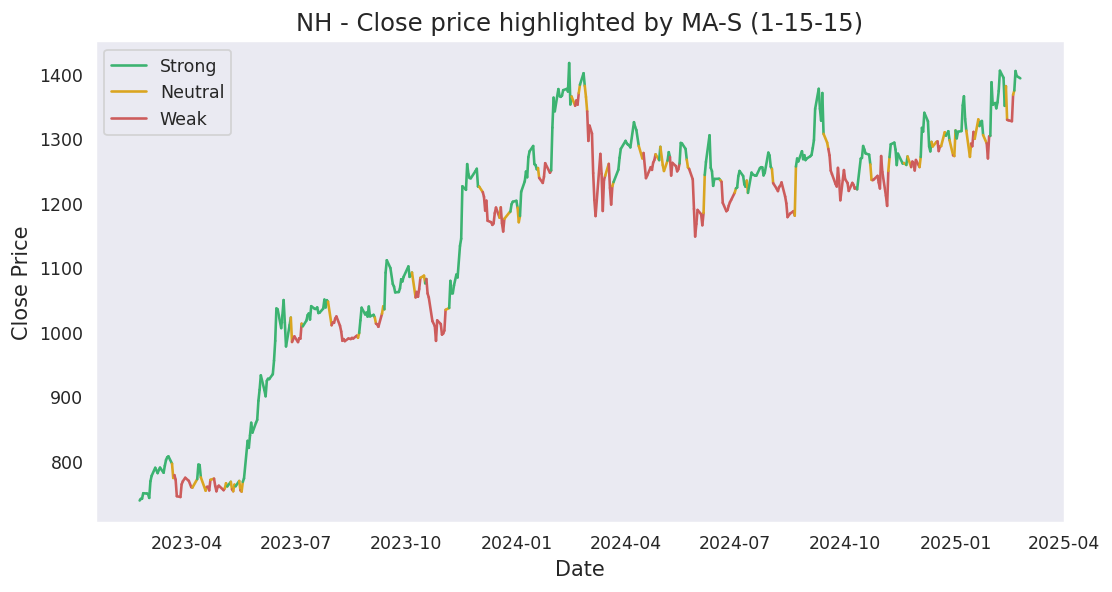 NH - Close price highlighted by MA-S (1-15-15)
Strong
Neutral
Weak
1400
1300
1200
1100
1000
900
800
Close Price
2023-04
2023-07
2023-10
2024-01
2024-04
2024-07
2024-10
2025-01
2025-04
Date